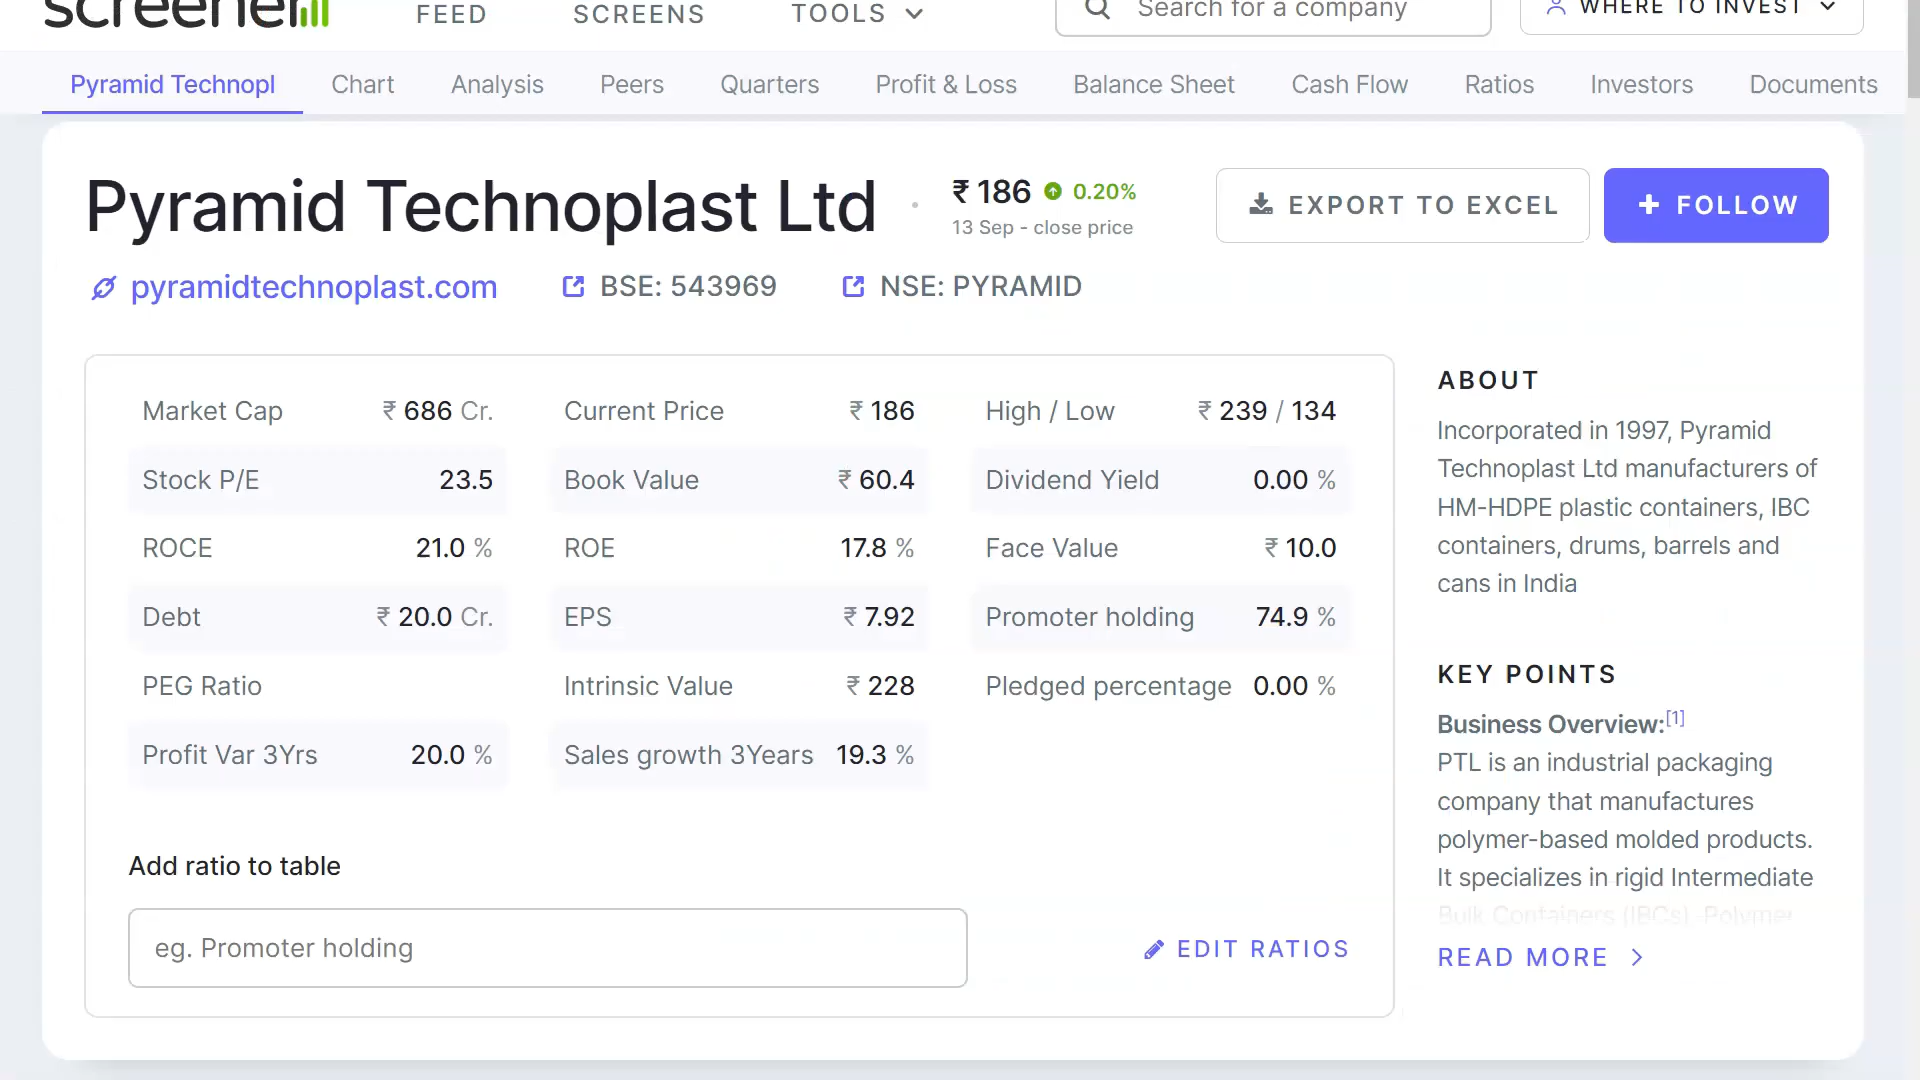 screener
FEED
SCREENS
TOOLS
Search for a company
WHERE TO INVEST
Pyramid Technopl
Chart
Analysis
Peers
Quarters
Profit & Loss
Balance Sheet
Cash Flow
Ratios
Investors
Documents
Pyramid Technoplast Ltd
₹ 186 0.20%
13 Sep - close price
EXPORT TO EXCEL
+ FOLLOW
pyramidtechnoplast.com
BSE: 543969
NSE: PYRAMID
Market Cap ₹ 686 Cr.
Current Price ₹ 186
High / Low ₹ 239 / 134
Stock P/E 23.5
Book Value ₹ 60.4
Dividend Yield 0.00 %
ROCE 21.0 %
ROE 17.8 %
Face Value ₹ 10.0
Debt ₹ 20.0 Cr.
EPS ₹ 7.92
Promoter holding 74.9 %
PEG Ratio
Intrinsic Value ₹ 228
Pledged percentage 0.00 %
Profit Var 3Yrs 20.0 %
Sales growth 3Years 19.3 %
Add ratio to table
eg. Promoter holding
EDIT RATIOS
ABOUT
Incorporated in 1997, Pyramid
Technoplast Ltd manufacturers of
HM-HDPE plastic containers, IBC
containers, drums, barrels and
cans in India
KEY POINTS
Business Overview:[1]
PTL is an industrial packaging
company that manufactures
polymer-based molded products.
It specializes in rigid Intermediate
Bulk Containers (IBCs) Polymer
READ MORE